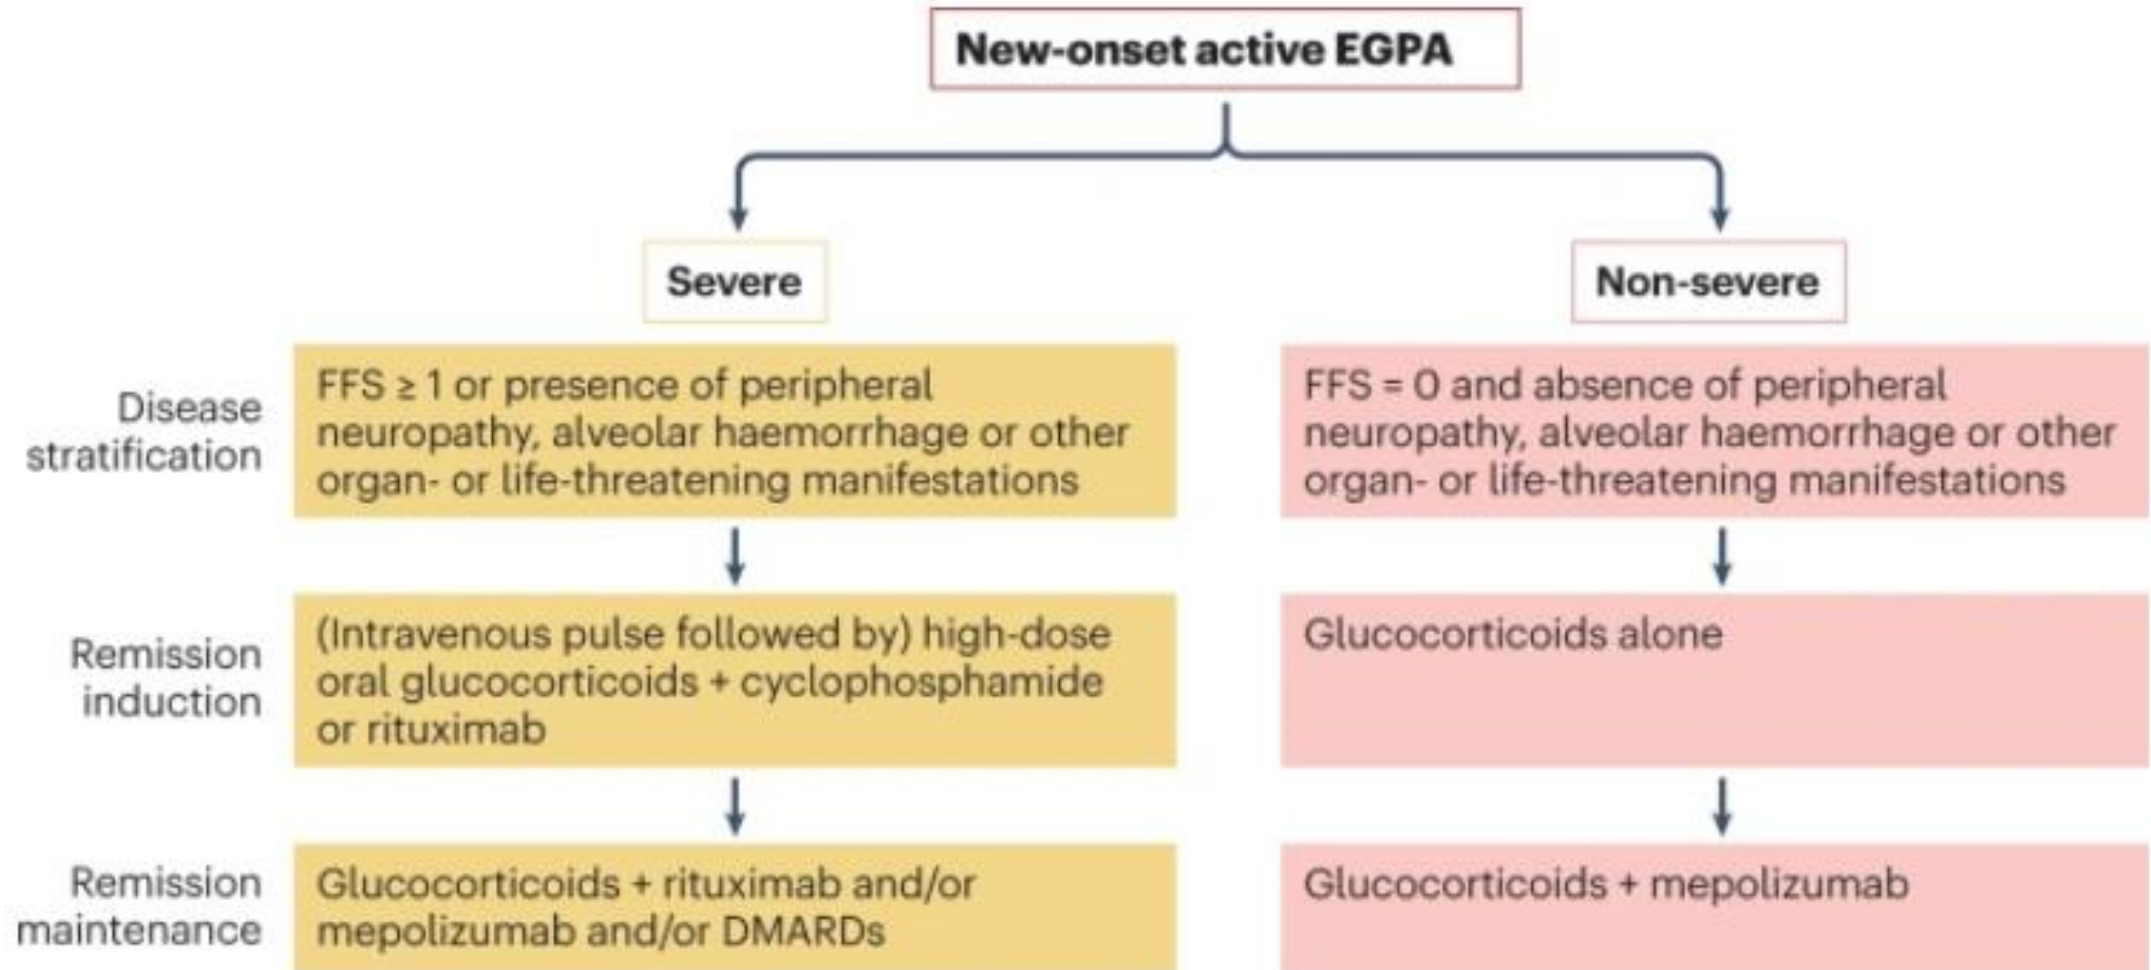 New-onset active EGPA
Severe
Non-severe
Disease
stratification
FFS ≥ 1 or presence of peripheral
neuropathy, alveolar haemorrhage or other
organ- or life-threatening manifestations
FFS = 0 and absence of peripheral
neuropathy, alveolar haemorrhage or other
organ- or life-threatening manifestations
Remission
induction
(Intravenous pulse followed by) high-dose
oral glucocorticoids + cyclophosphamide
or rituximab
Glucocorticoids alone
Remission
maintenance
Glucocorticoids + rituximab and/or
mepolizumab and/or DMARDs
Glucocorticoids + mepolizumab